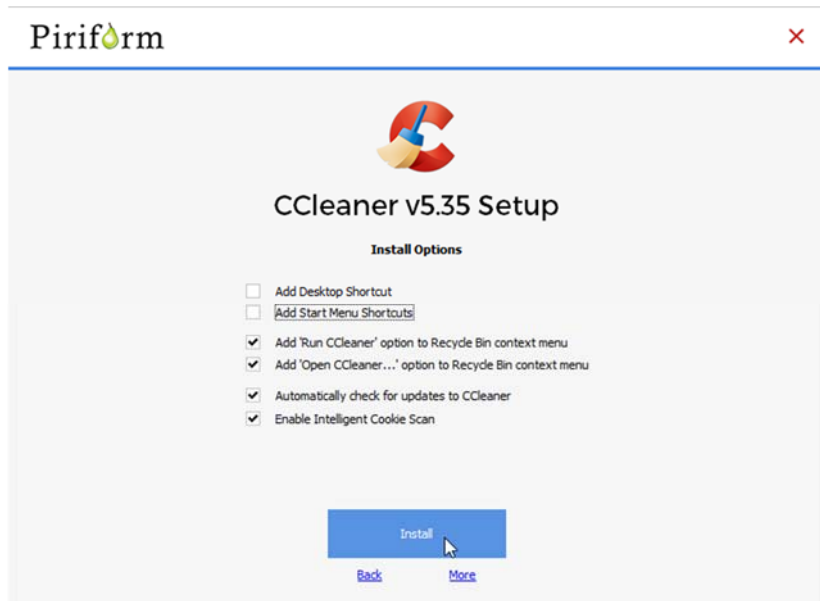 Piriform
CCleaner v5.35 Setup
Install Options
Add Desktop Shortcut
Add Start Menu Shortcuts
Add 'Run CCleaner' option to Recycle Bin context menu
Add 'Open CCleaner...' option to Recycle Bin context menu
Automatically check for updates to CCleaner
Enable Intelligent Cookie Scan
Install
Back More